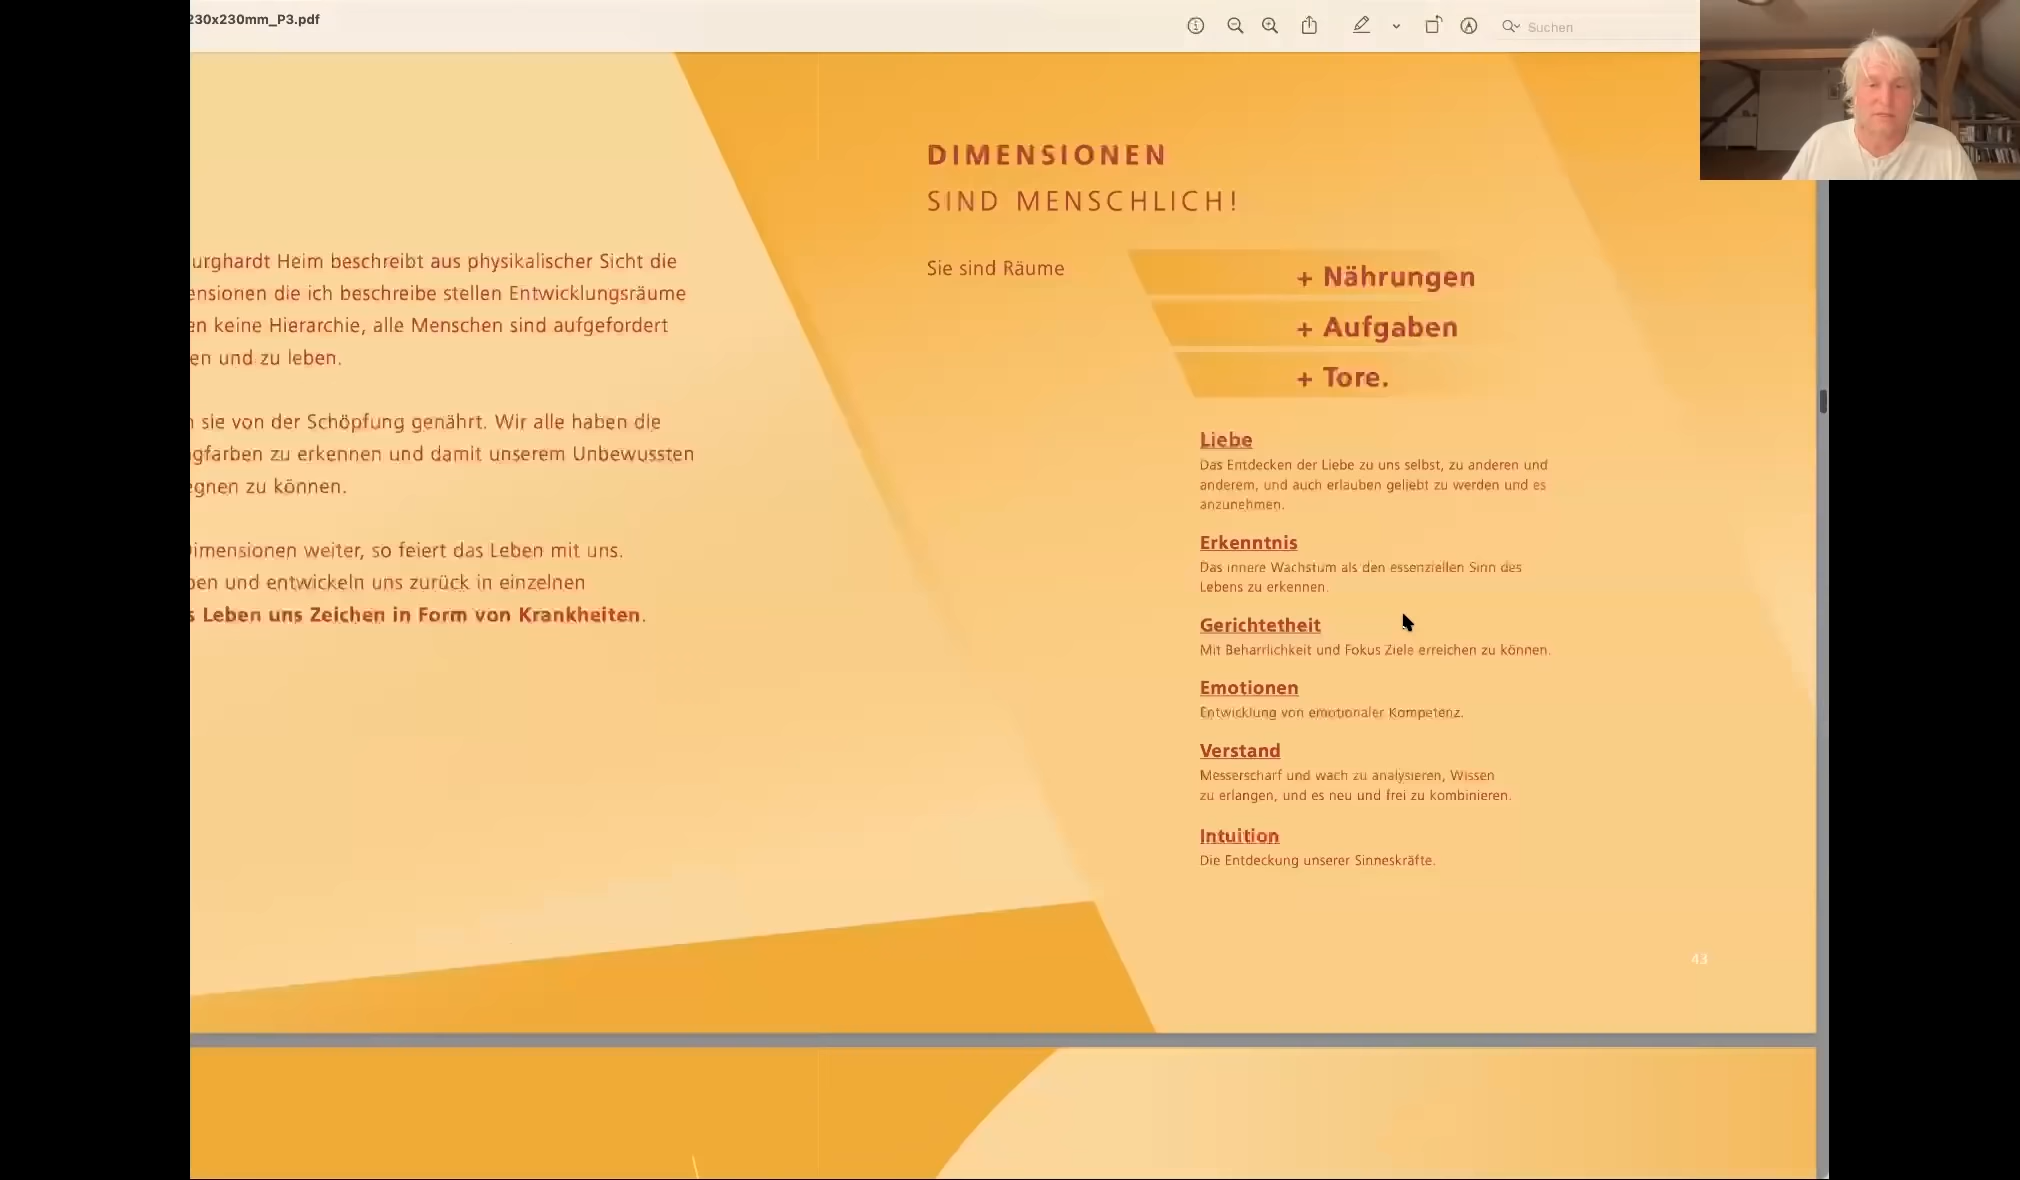 230x230mm_P3.pdf
Suchen
urghardt Heim beschreibt aus physikalischer Sicht die
ensionen die ich beschreibe stellen Entwicklungsräume
en keine Hierarchie, alle Menschen sind aufgefordert
en und zu leben.
sie von der Schöpfung genährt. Wir alle haben die
gfarben zu erkennen und damit unserem Unbewussten
egnen zu können.
Dimensionen weiter, so feiert das Leben mit uns.
ben und entwickeln uns zurück in einzelnen
s Leben uns Zeichen in Form von Krankheiten.
DIMENSIONEN
SIND MENSCHLICH!
Sie sind Räume
+ Nährungen
+ Aufgaben
+ Tore.
Liebe
Das Entdecken der Liebe zu uns selbst, zu anderen und
anderem, und auch erlauben geliebt zu werden und es
anzunehmen.
Erkenntnis
Das innere Wachstum als den essenziellen Sinn des
Lebens zu erkennen.
Gerichtetheit
Mit Beharrlichkeit und Fokus Ziele erreichen zu können.
Emotionen
Entwicklung von emotionaler Kompetenz.
Verstand
Messerscharf und wach zu analysieren, Wissen
zu erlangen, und es neu und frei zu kombinieren.
Intuition
Die Entdeckung unserer Sinneskräfte.
43